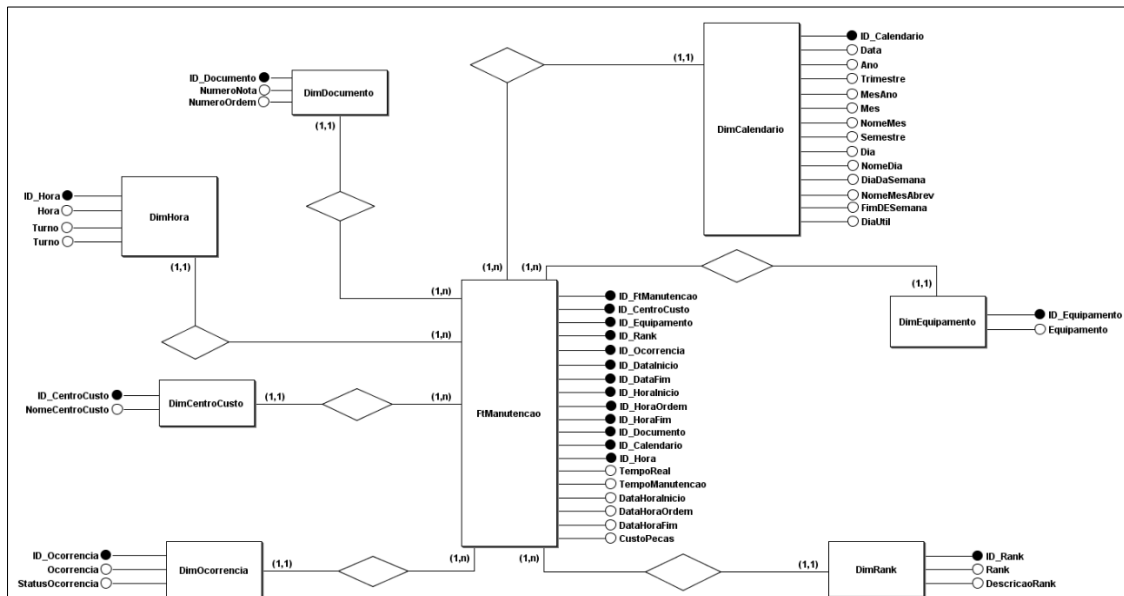 ID_Documento
NumeroNota
NumeroOrdem
DimDocumento
(1,1)
(1,1)
DimCalendario
ID_Calendario
Data
Ano
Trimestre
MesAno
Mes
NomeMes
Semestre
Dia
NomeDia
DiaDaSemana
NomeMesAbrev
FimDESemana
DiaUtil
ID_Hora
Hora
Turno
Turno
DimHora
(1,1)
(1,n)
(1,n)
(1,n)
(1,n)
(1,1)
DimEquipamento
ID_Equipamento
Equipamento
ID_CentroCusto
NomeCentroCusto
DimCentroCusto
(1,1)
(1,n)
FtManutencao
ID_FtManutencao
ID_CentroCusto
ID_Equipamento
ID_Rank
ID_Ocorrencia
ID_DataInicio
ID_DataFim
ID_HoraInicio
ID_HoraOrdem
ID_HoraFim
ID_Documento
ID_Calendario
ID_Hora
TempoReal
TempoManutencao
DataHoraInicio
DataHoraOrdem
DataHoraFim
CustoPecas
ID_Ocorrencia
Ocorrencia
StatusOcorrencia
DimOcorrencia
(1,1)
(1,n)
(1,n)
(1,1)
DimRank
ID_Rank
Rank
DescricaoRank